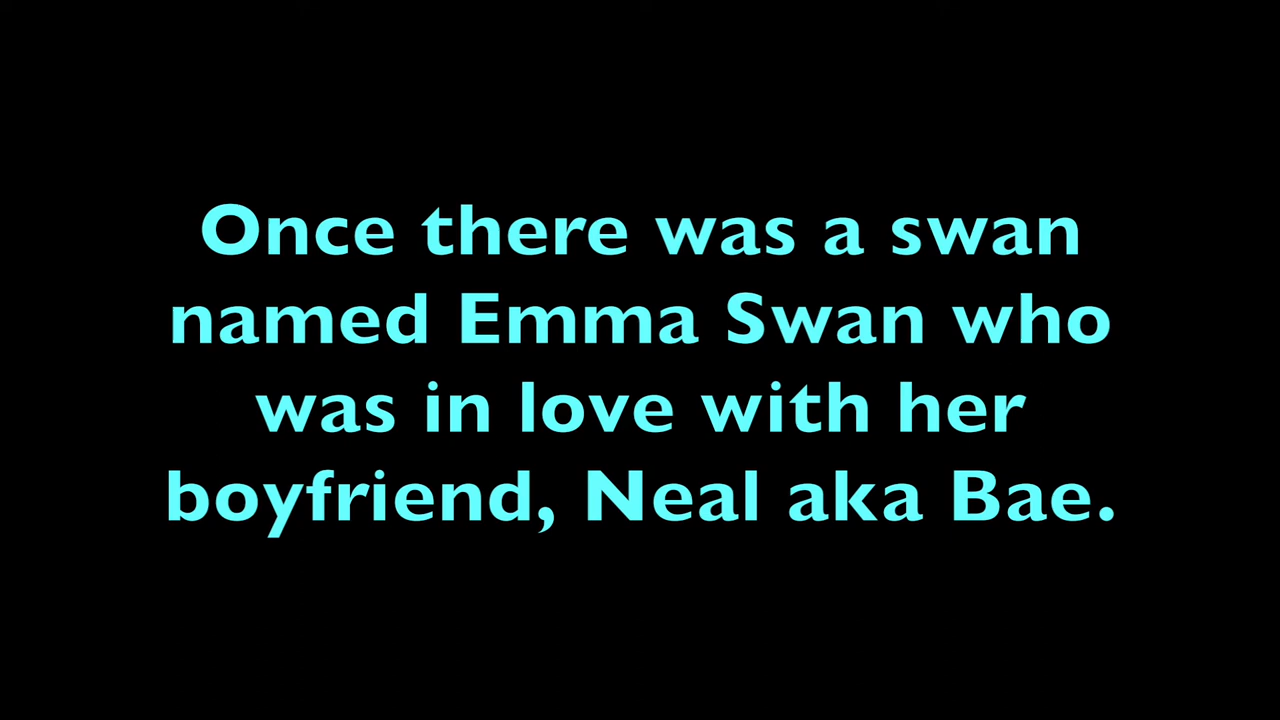 Once there was a swan
named Emma Swan who
was in love with her
boyfriend, Neal aka Bae.